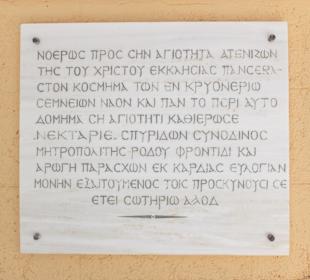 ΝΟΕΡΩΣ ΠΡΟΣ ΣΗΝ ΑΓΙΟΤΗΤΑ ΑΤΕΝΙΖΩΝ
ΤΗΣ ΤΟΥ ΧΡΙΣΤΟΥ ΕΚΚΛΗΣΙΑΣ ΠΑΝΣΕΒΑ-
ΣΤΟΝ ΚΟΣΜΗΜΑ ΤΟΝ ΕΝ ΚΡΥΟΝΕΡΙΩ
ΣΕΜΝΕΙΟΝ ΝΑΟΝ ΚΑΙ ΠΑΝ ΤΟ ΠΕΡΙ ΑΥΤΟ
ΔΟΜΗΜΑ ΣΗ ΑΓΙΟΤΗΤΙ ΚΑΘΙΕΡΩΣΕ
ΝΕΚΤΑΡΙΕ. ΣΠΥΡΙΔΩΝ ΣΥΝΟΔΙΝΟΣ
ΜΗΤΡΟΠΟΛΙΤΗΣ ΡΟΔΟΥ ΦΡΟΝΤΙΔΙ ΚΑΙ
ΑΡΩΓΗ ΠΑΡΑΣΧΩΝ ΕΚ ΚΑΡΔΙΑΣ ΕΥΛΟΓΙΑΝ
ΜΟΝΗΝ ΕΞΑΙΤΟΥΜΕΝΟΣ ΤΟΙΣ ΠΡΟΣΚΥΝΟΥΣΙ ΣΕ
ΕΤΕΙ ΣΩΤΗΡΙΩ